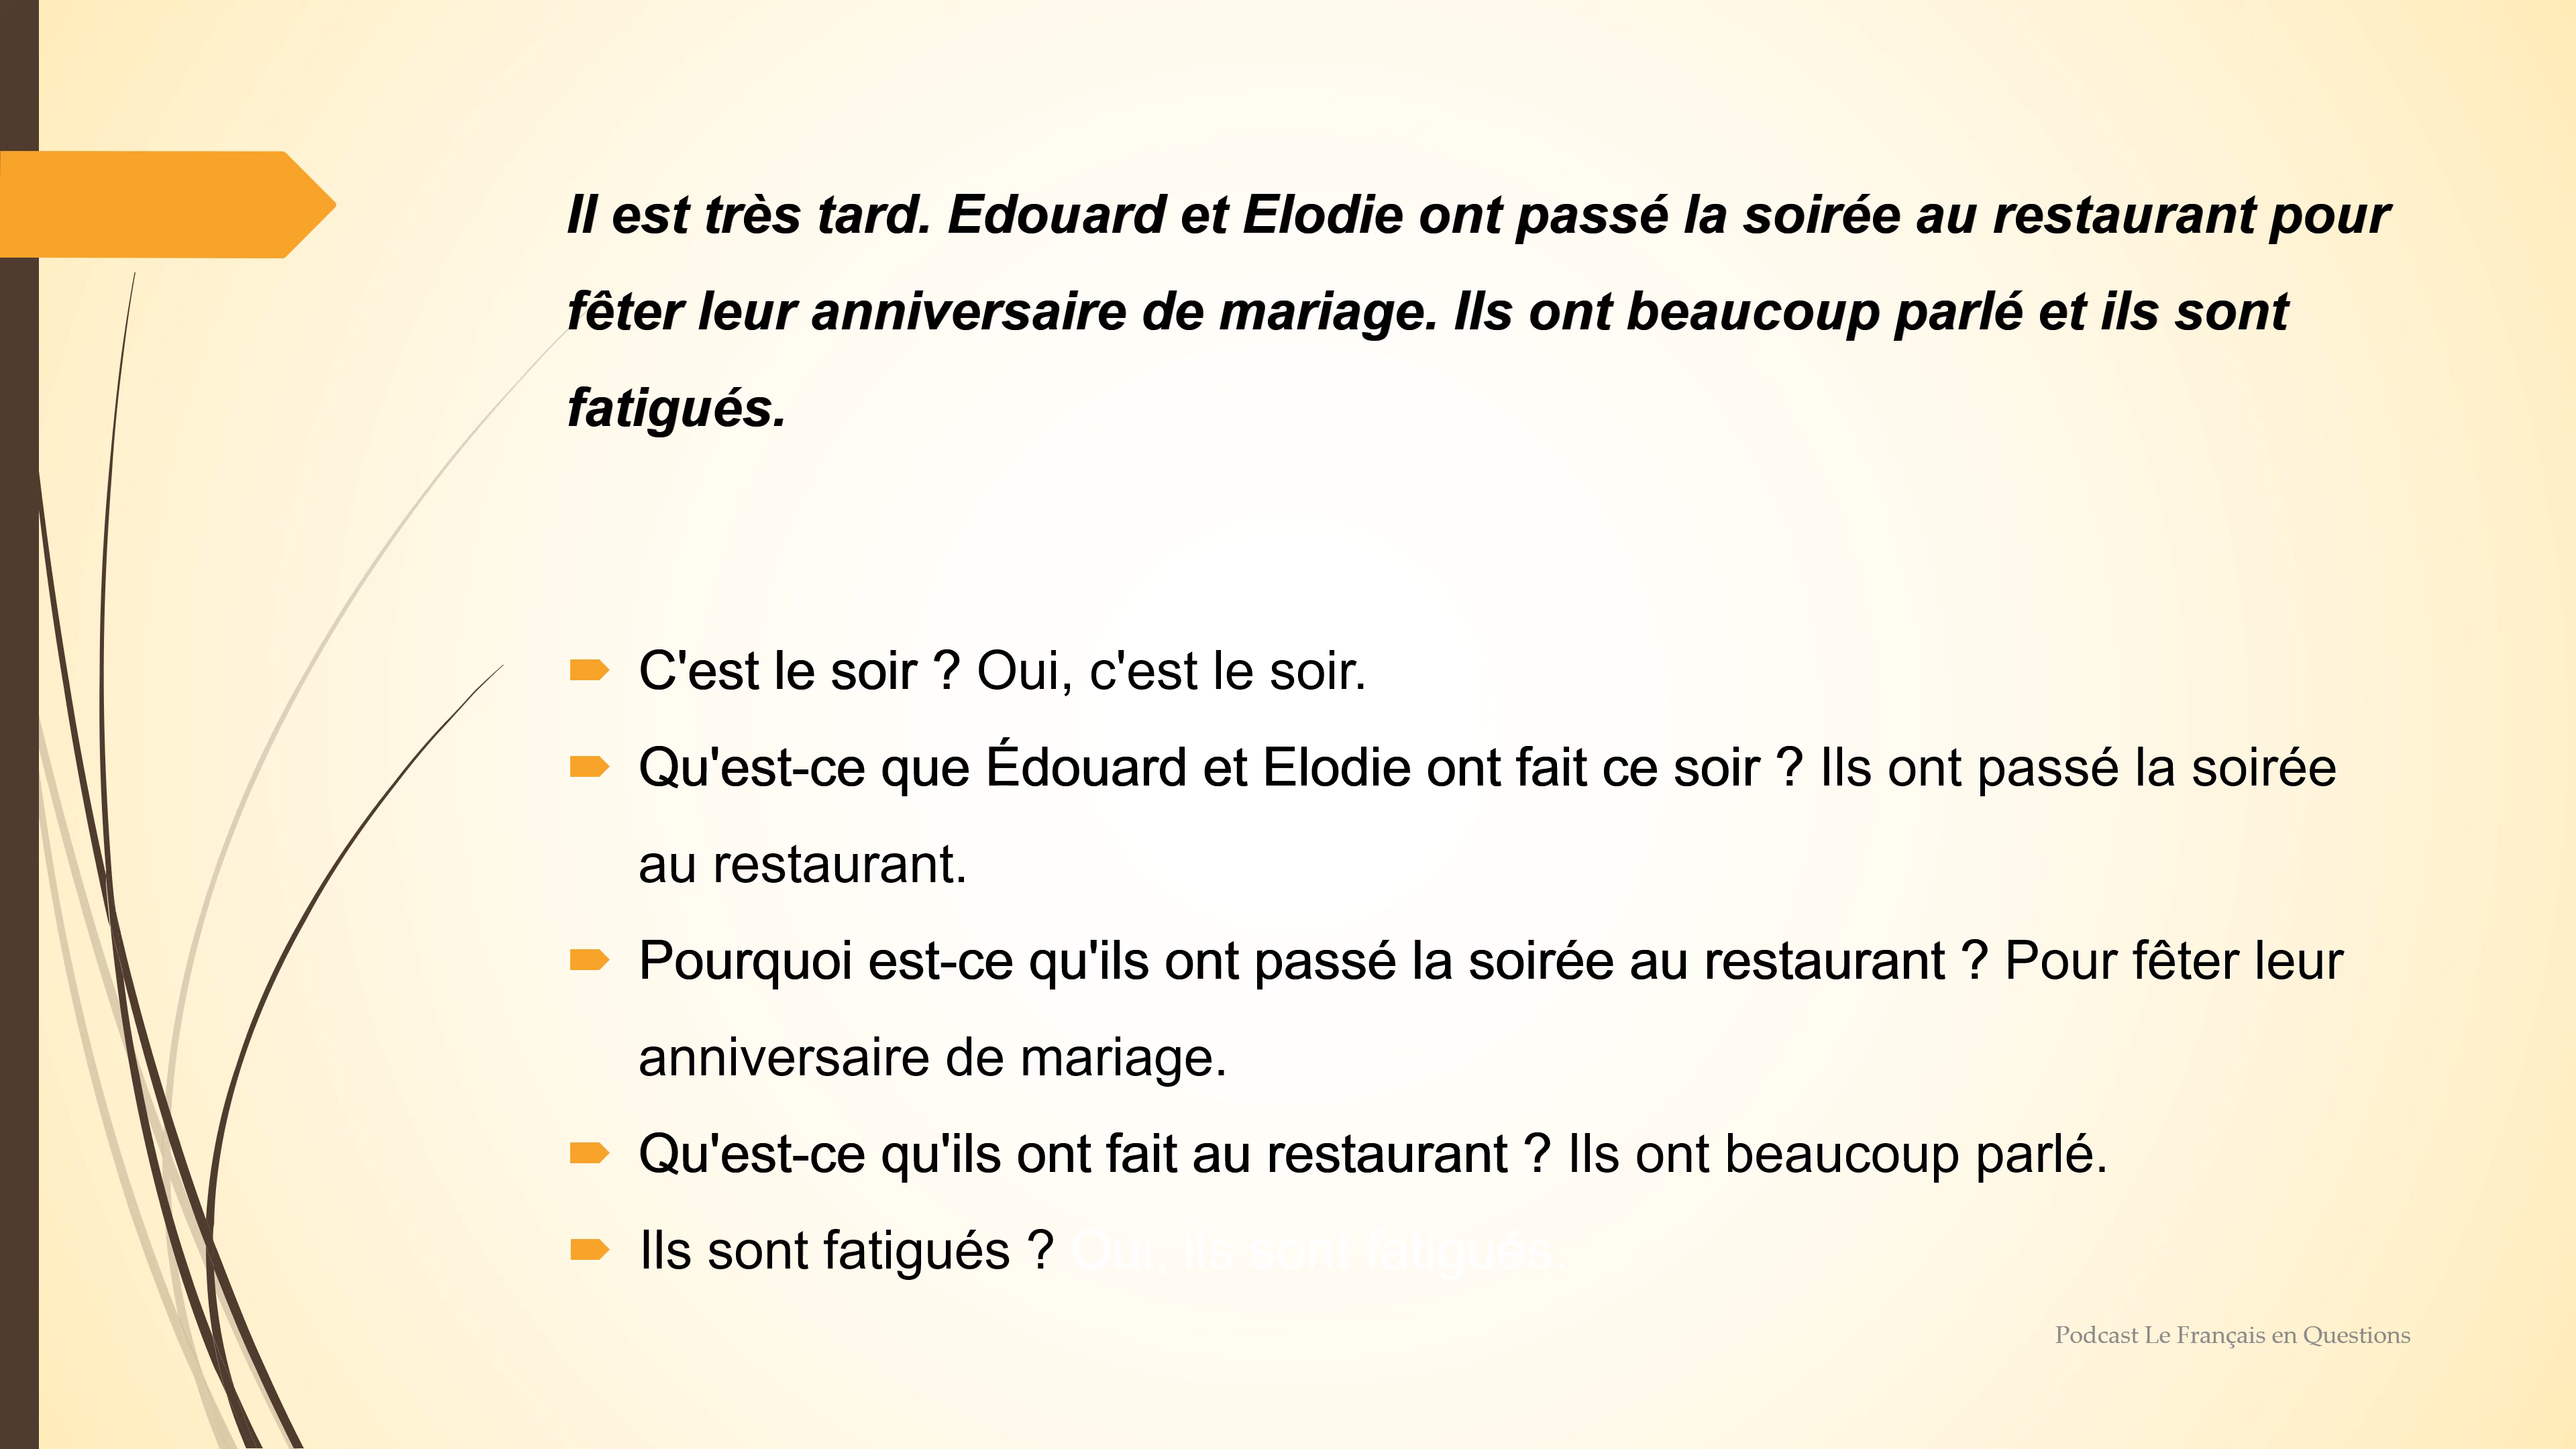 Il est très tard. Edouard et Elodie ont passé la soirée au restaurant pour
fêter leur anniversaire de mariage. Ils ont beaucoup parlé et ils sont
fatigués.
C'est le soir ? Oui, c'est le soir.
Qu'est-ce que Édouard et Elodie ont fait ce soir ? Ils ont passé la soirée
au restaurant.
Pourquoi est-ce qu'ils ont passé la soirée au restaurant ? Pour fêter leur
anniversaire de mariage.
Qu'est-ce qu'ils ont fait au restaurant ? Ils ont beaucoup parlé.
Ils sont fatigués ? Oui, ils sont fatigués.
Podcast Le Français en Questions